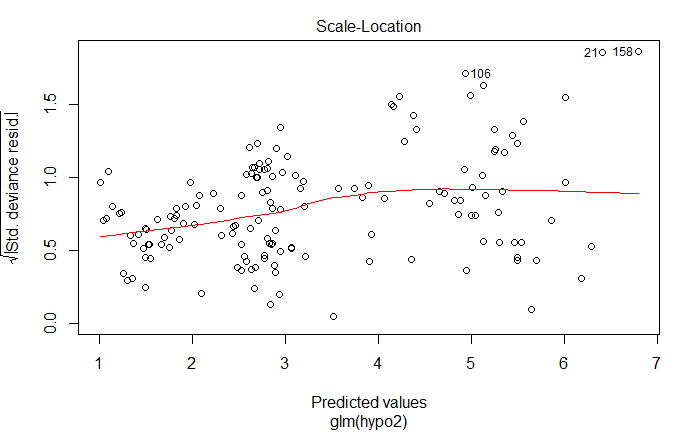 Scale-Location
√|Std. deviance resid.|
0.0
0.5
1.0
1.5
21
158
106
1 2 3 4 5 6 7
Predicted values
glm(hypo2)